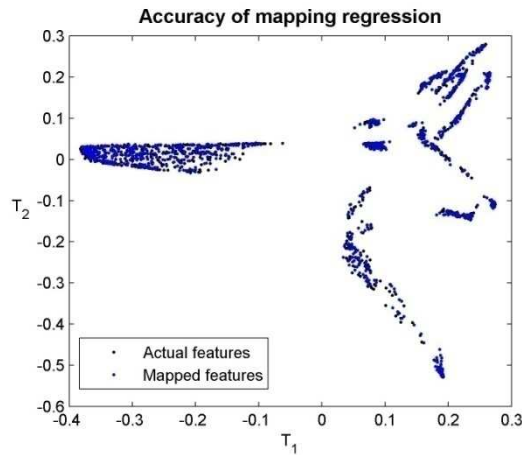 Accuracy of mapping regression
0.3
0.2
0.1
0
-0.1
-0.2
-0.3
-0.4
-0.5
-0.6
T2
Actual features
Mapped features
-0.4 -0.3 -0.2 -0.1 0 0.1 0.2 0.3
T1